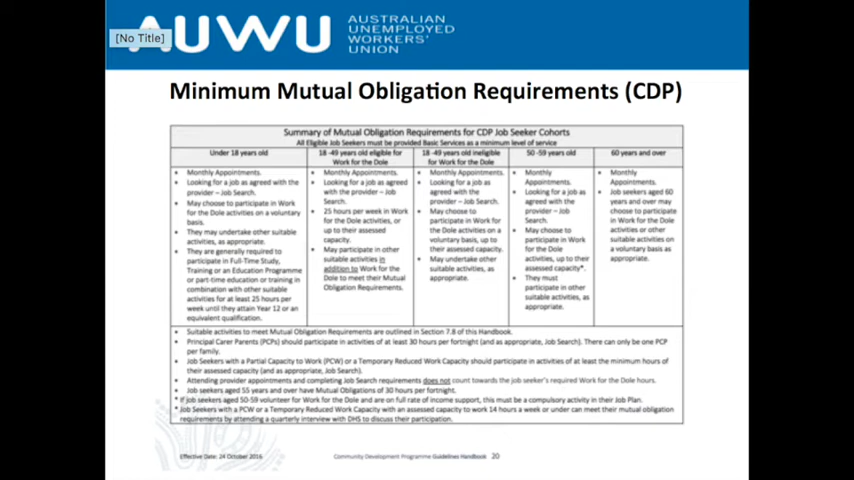 AUWU
[No Title]
AUSTRALIAN
UNEMPLOYED
WORKERS'
UNION
Minimum Mutual Obligation Requirements (CDP)
Summary of Mutual Obligation Requirements for CDP Job Seeker Cohorts
All Eligible Job Seekers must be provided Basic Services as a minimum level of service
Under 18 years old
• Monthly Appointments.
• Looking for a job as agreed with the
provider – Job Search.
• May choose to participate in Work
for the Dole activities on a voluntary
basis.
• They may undertake other suitable
activities, as appropriate.
• They are generally required to
participate in Full-Time Study,
Training or an Education Programme
or part-time education or training in
combination with other suitable
activities for at least 25 hours per
week until they attain Year 12 or an
equivalent qualification.
18 -49 years old eligible for
Work for the Dole
• Monthly Appointments.
• Looking for a job as agreed
with the provider – Job
Search.
• 25 hours per week in Work
for the Dole activities, or
up to their assessed
capacity.
• May participate in other
suitable activities in
addition to Work for the
Dole to meet their Mutual
Obligation Requirements.
18 -49 years old ineligible
for Work for the Dole
• Monthly Appointments.
• Looking for a job as
agreed with the
provider – Job Search.
• May choose to
participate in Work for
the Dole activities on a
voluntary basis, up to
their assessed capacity.
• May undertake other
suitable activities, as
appropriate.
50 -59 years old
• Monthly
Appointments.
• Looking for a job as
agreed with the
provider – Job
Search.
• May choose to
participate in Work
for the Dole
activities, up to their
assessed capacity*.
• They must
participate in other
suitable activities, as
appropriate.
60 years and over
• Monthly
Appointments.
• Job seekers aged 60
years and over may
choose to participate
in Work for the Dole
activities or other
suitable activities on
a voluntary basis as
appropriate.
• Suitable activities to meet Mutual Obligation Requirements are outlined in Section 7.8 of this Handbook.
• Principal Carer Parents (PCPs) should participate in activities of at least 30 hours per fortnight (and as appropriate, Job Search). There can only be one PCP
per family.
• Job Seekers with a Partial Capacity to Work (PCW) or a Temporary Reduced Work Capacity should participate in activities of at least the minimum hours of
their assessed capacity (and as appropriate, Job Search).
• Attending provider appointments and completing Job Search requirements does not count towards the job seeker's required Work for the Dole hours.
• Job seekers aged 55 years and over have Mutual Obligations of 30 hours per fortnight.
* If job seekers aged 50-59 volunteer for Work for the Dole and are on full rate of income support, this must be a compulsory activity in their Job Plan.
* Job Seekers with a PCW or a Temporary Reduced Work Capacity with an assessed capacity to work 14 hours a week or under can meet their mutual obligation
requirements by attending a quarterly interview with DHS to discuss their participation.
Effective Date: 24 October 2016
Community Development Programme Guidelines Handbook 20